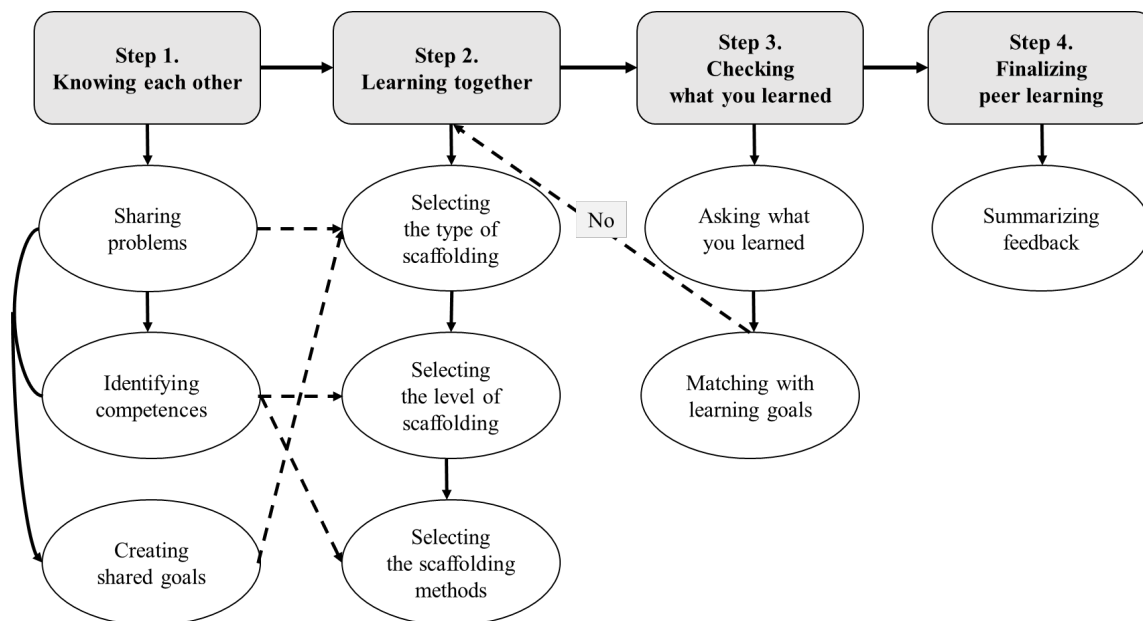 Step 1.
Knowing each other
Step 2.
Learning together
Step 3.
Checking
what you learned
Step 4.
Finalizing
peer learning
Sharing
problems
Selecting
the type of
scaffolding
No
Asking what
you learned
Summarizing
feedback
Identifying
competences
Selecting
the level of
scaffolding
Matching with
learning goals
Creating
shared goals
Selecting
the scaffolding
methods